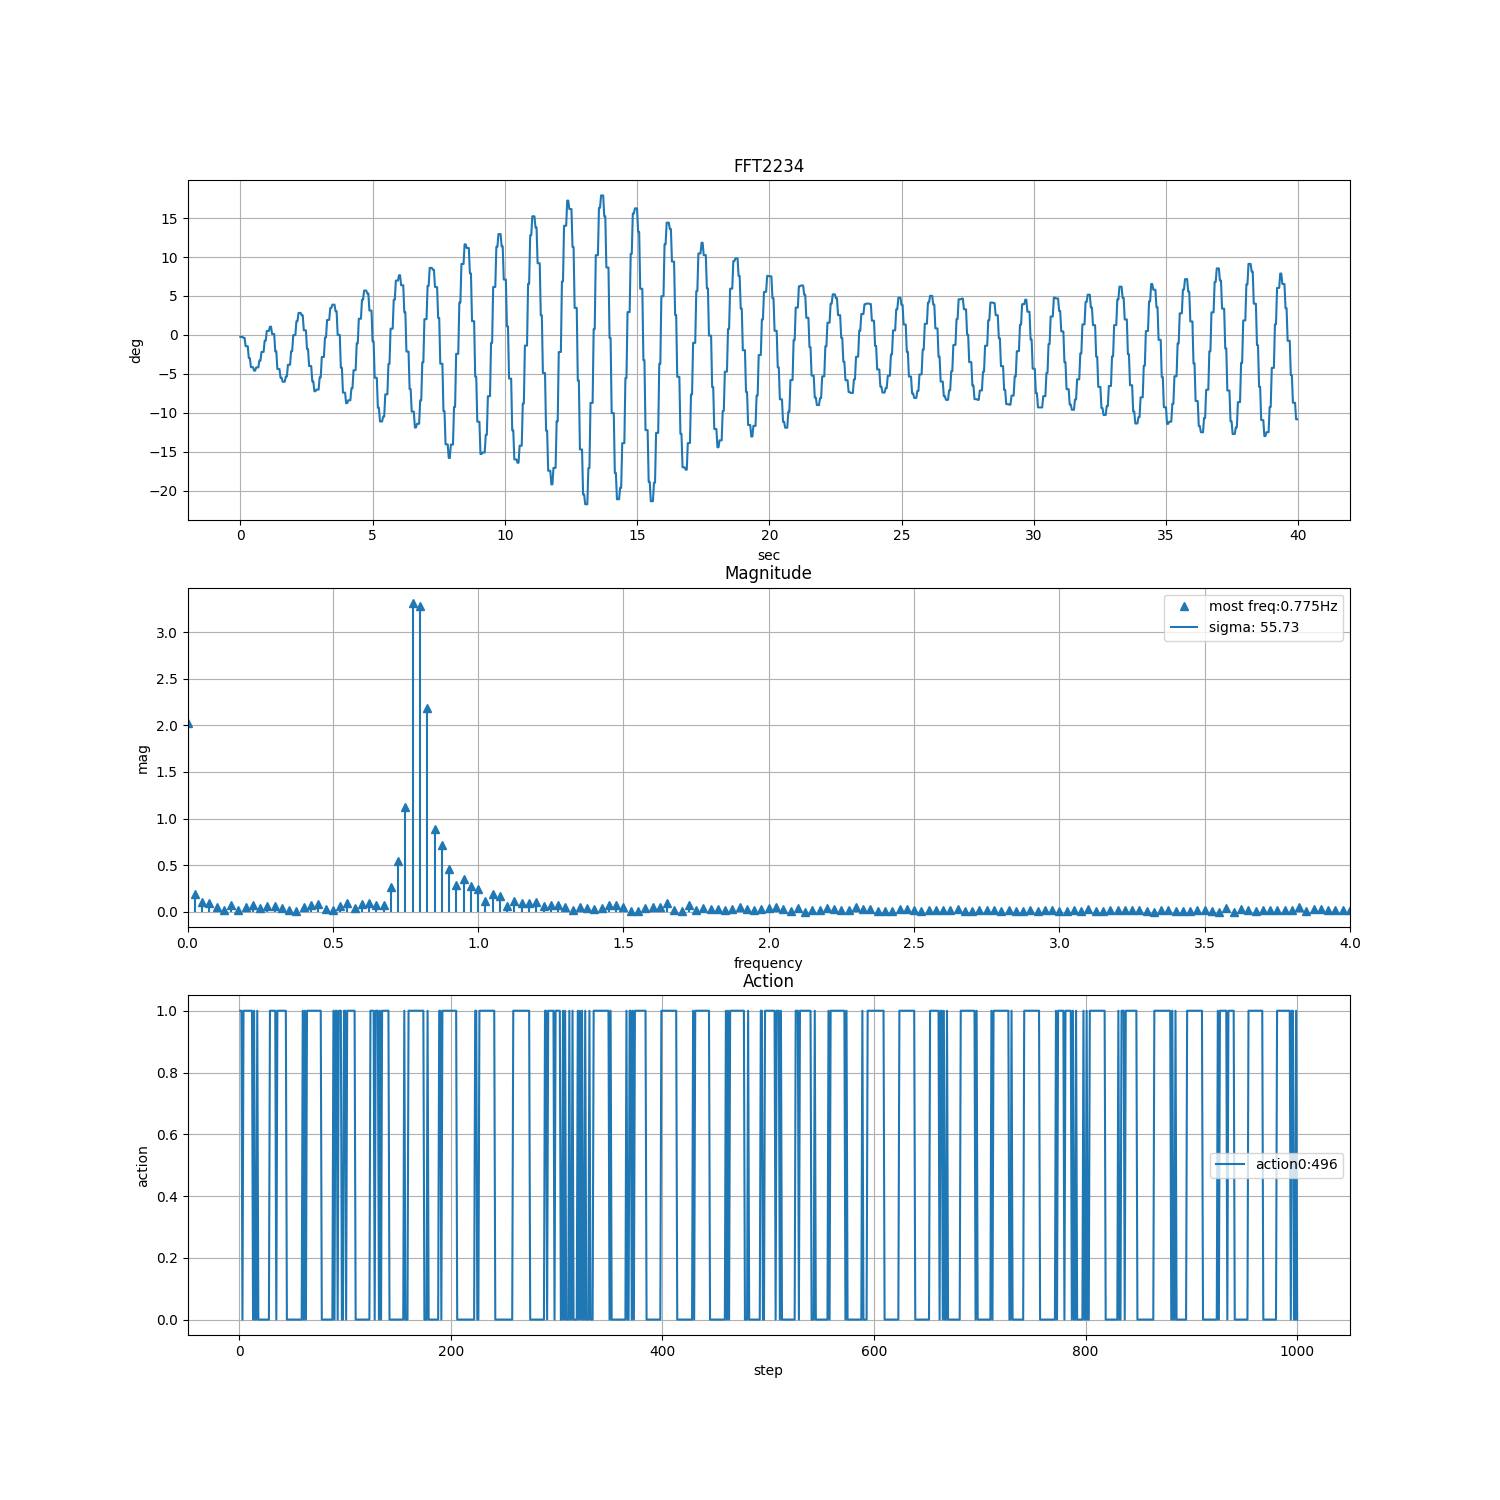 FFT2234
15
10
5
0
−5
−10
−15
−20
deg
0 5 10 15 20 25 30 35 40
sec
Magnitude
most freq:0.775Hz
sigma: 55.73
3.0
2.5
2.0
1.5
1.0
0.5
0.0
mag
0.0 0.5 1.0 1.5 2.0 2.5 3.0 3.5 4.0
frequency
Action
1.0
0.8
0.6
0.4
0.2
0.0
action
action0:496
0 200 400 600 800 1000
step